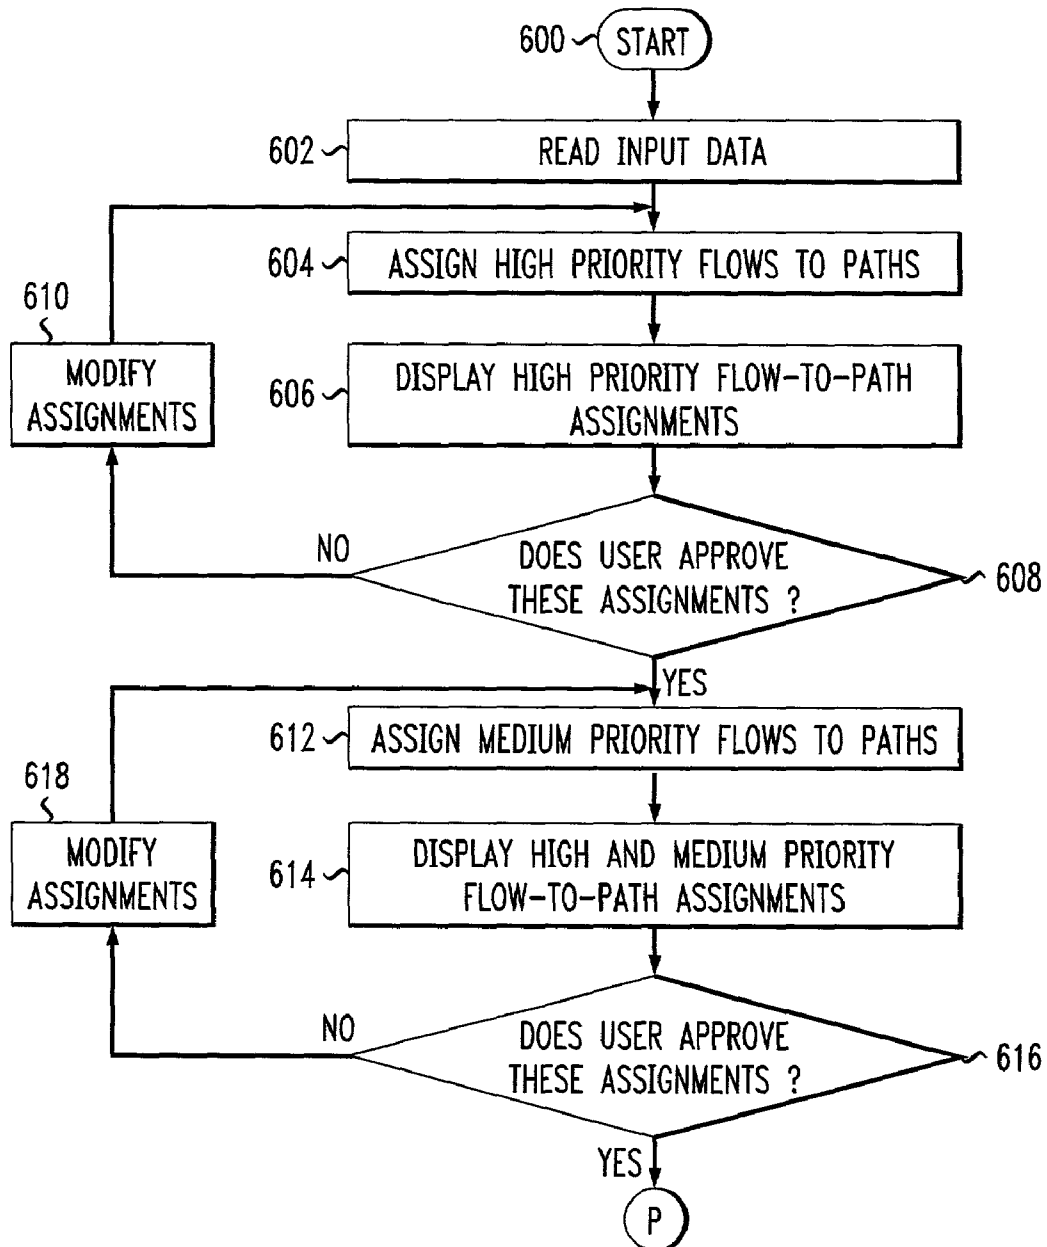 600 START
602 READ INPUT DATA
604 ASSIGN HIGH PRIORITY FLOWS TO PATHS
610
MODIFY
ASSIGNMENTS
606 DISPLAY HIGH PRIORITY FLOW-TO-PATH
ASSIGNMENTS
NO
DOES USER APPROVE
THESE ASSIGNMENTS ?
608
YES
612 ASSIGN MEDIUM PRIORITY FLOWS TO PATHS
618
MODIFY
ASSIGNMENTS
614 DISPLAY HIGH AND MEDIUM PRIORITY
FLOW-TO-PATH ASSIGNMENTS
NO
DOES USER APPROVE
THESE ASSIGNMENTS ?
616
YES
P